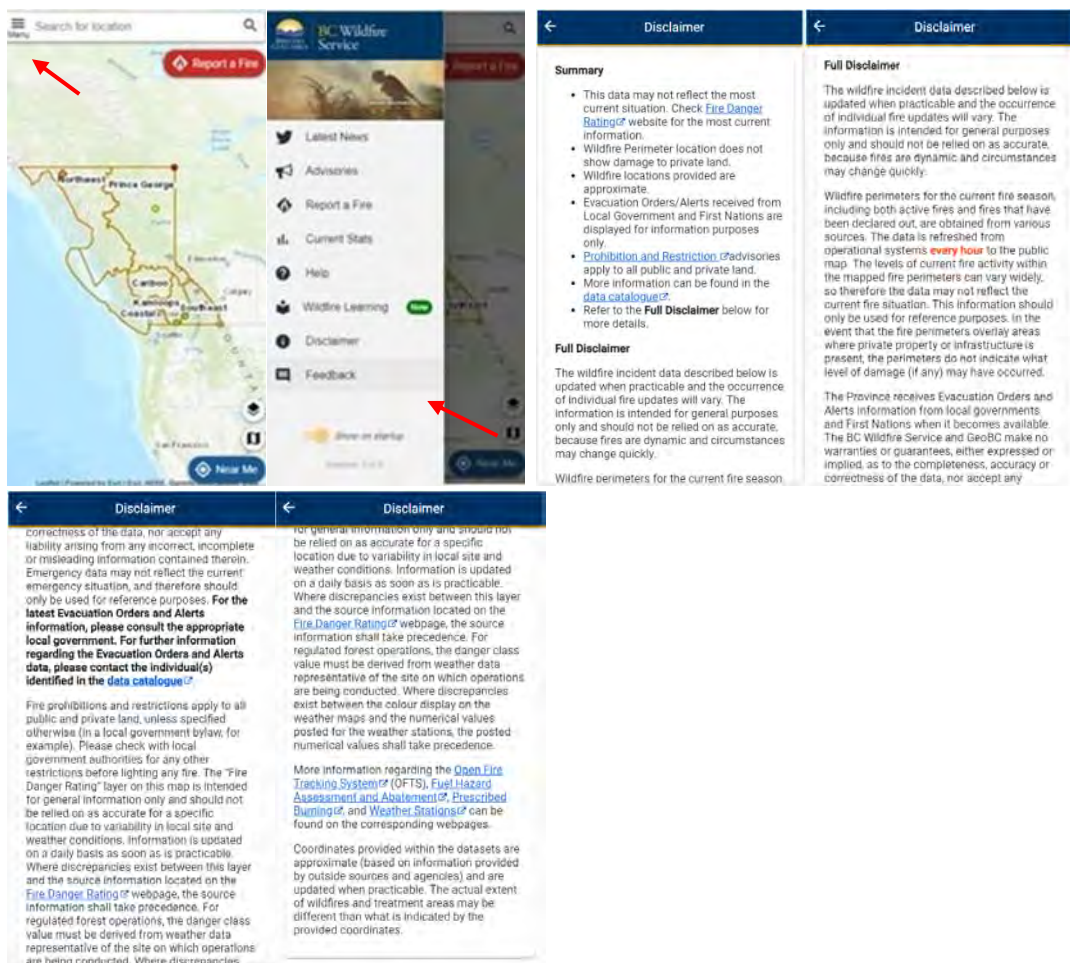 Menu
Search for location
Report a Fire
Northwest
Prince George
Cariboo
Kamloops
Coastal
Southeast
Calgary
San Francisco
Near Me
BC Wildfire
Service
Latest News
Advisories
Report a Fire
Current Stats
Help
Wildfire Learning
New
Disclaimer
Feedback
Show on startup
Near Me
Disclaimer
Summary
• This data may not reflect the most
current situation. Check Fire Danger
Rating website for the most current
information.
• Wildfire Perimeter location does not
show damage to private land.
• Wildfire locations provided are
approximate.
• Evacuation Orders/Alerts received from
Local Government and First Nations are
displayed for information purposes
only.
• Prohibition and Restriction advisories
apply to all public and private land.
• More information can be found in the
data catalogue.
• Refer to the Full Disclaimer below for
more details.
Full Disclaimer
The wildfire incident data described below is
updated when practicable and the occurrence
of individual fire updates will vary. The
information is intended for general purposes
only and should not be relied on as accurate,
because fires are dynamic and circumstances
may change quickly.
Wildfire perimeters for the current fire season,
Disclaimer
Full Disclaimer
The wildfire incident data described below is
updated when practicable and the occurrence
of individual fire updates will vary. The
information is intended for general purposes
only and should not be relied on as accurate,
because fires are dynamic and circumstances
may change quickly.
Wildfire perimeters for the current fire season,
including both active fires and fires that have
been declared out, are obtained from various
sources. The data is refreshed from
operational systems every hour to the public
map. The levels of current fire activity within
the mapped fire perimeters can vary widely,
so therefore the data may not reflect the
current fire situation. This information should
only be used for reference purposes. In the
event that the fire perimeters overlay areas
where private property or infrastructure is
present, the perimeters do not indicate what
level of damage (if any) may have occurred.
The Province receives Evacuation Orders and
Alerts information from local governments
and First Nations when it becomes available.
The BC Wildfire Service and GeoBC make no
warranties or guarantees, either expressed or
implied, as to the completeness, accuracy or
correctness of the data, nor accept any
Disclaimer
correctness of the data, nor accept any
liability arising from any incorrect, incomplete
or misleading information contained therein.
Emergency data may not reflect the current
emergency situation, and therefore should
only be used for reference purposes. For the
latest Evacuation Orders and Alerts
information, please consult the appropriate
local government. For further information
regarding the Evacuation Orders and Alerts
data, please contact the individual(s)
identified in the data catalogue
Fire prohibitions and restrictions apply to all
public and private land, unless specified
otherwise (in a local government bylaw, for
example). Please check with local
government authorities for any other
restrictions before lighting any fire. The "Fire
Danger Rating" layer on this map is intended
for general information only and should not
be relied on as accurate for a specific
location due to variability in local site and
weather conditions. Information is updated
on a daily basis as soon as is practicable.
Where discrepancies exist between this layer
and the source information located on the
Fire Danger Rating webpage, the source
information shall take precedence. For
regulated forest operations, the danger class
value must be derived from weather data
representative of the site on which operations
are being conducted. Where discrepancies
Disclaimer
for general information only and should not
be relied on as accurate for a specific
location due to variability in local site and
weather conditions. Information is updated
on a daily basis as soon as is practicable.
Where discrepancies exist between this layer
and the source information located on the
Fire Danger Rating webpage, the source
information shall take precedence. For
regulated forest operations, the danger class
value must be derived from weather data
representative of the site on which operations
are being conducted. Where discrepancies
exist between the colour display on the
weather maps and the numerical values
posted for the weather stations, the posted
numerical values shall take precedence.
More information regarding the Open Fire
Tracking System (OFTS), Fuel Hazard
Assessment and Abatement, Prescribed
Burning, and Weather Stations can be
found on the corresponding webpages.
Coordinates provided within the datasets are
approximate (based on information provided
by outside sources and agencies) and are
updated when practicable. The actual extent
of wildfires and treatment areas may be
different than what is indicated by the
provided coordinates.